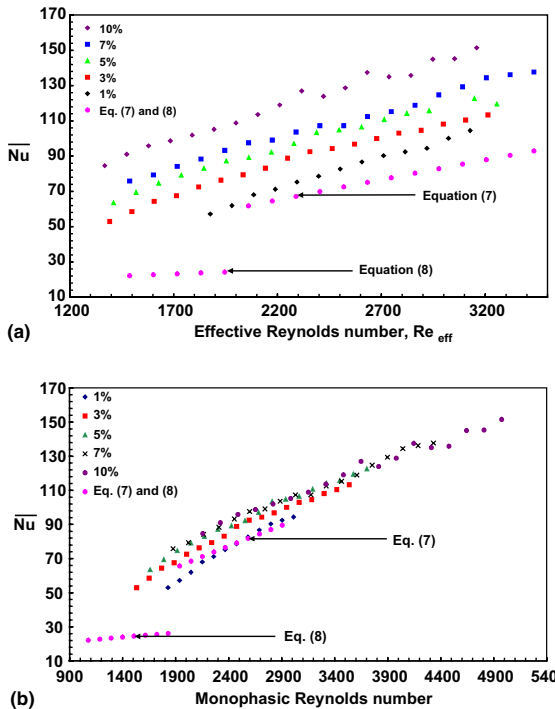 170
150
130
110
90
70
50
30
10
Nu
10%
7%
5%
3%
1%
Eq. (7) and (8)
Equation (7)
Equation (8)
1200 1700 2200 2700 3200
(a) Effective Reynolds number, Re eff
170
150
130
110
90
70
50
30
10
Nu
1%
3%
5%
7%
10%
Eq. (7) and (8)
Eq. (7)
Eq. (8)
900 1400 1900 2400 2900 3400 3900 4400 4900 540
(b) Monophasic Reynolds number